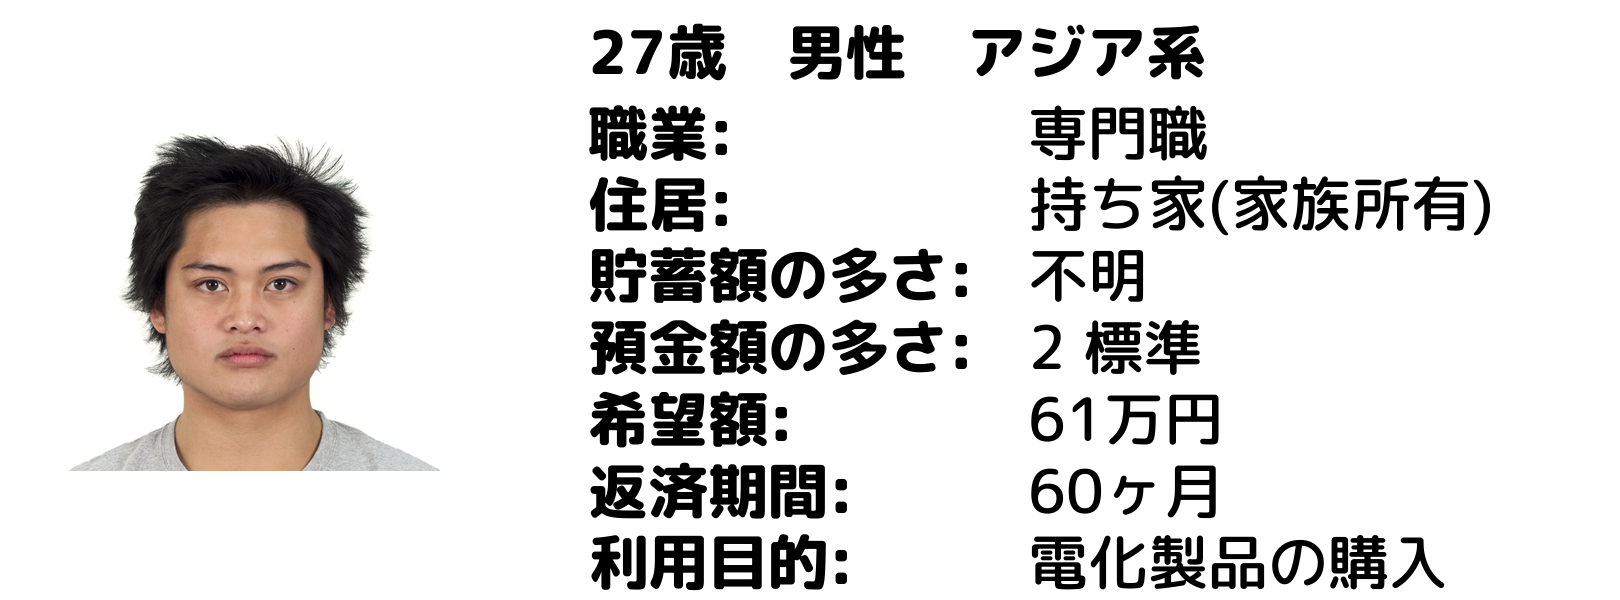 27歳　男性　アジア系
職業: 専門職
住居: 持ち家(家族所有)
貯蓄額の多さ: 不明
預金額の多さ: 2 標準
希望額: 61万円
返済期間: 60ヶ月
利用目的: 電化製品の購入